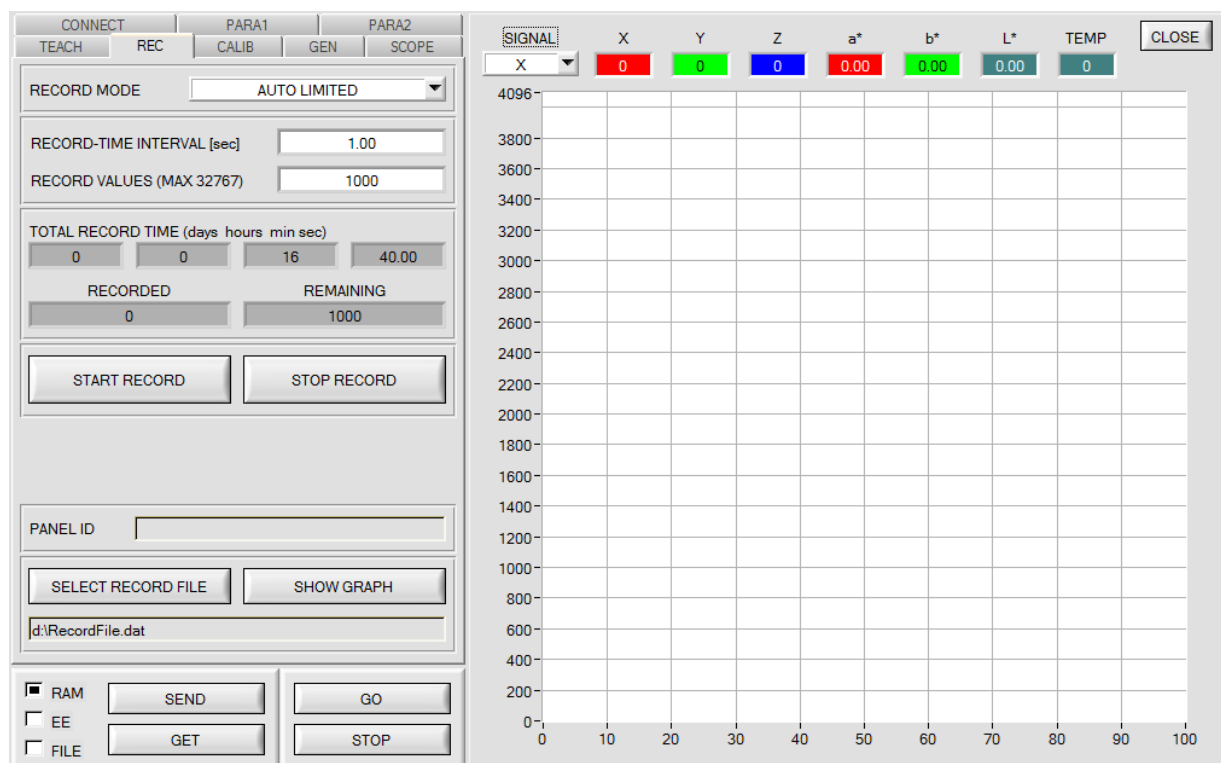 CONNECT PARA1 PARA2
TEACH REC CALIB GEN SCOPE
RECORD MODE AUTO LIMITED
RECORD-TIME INTERVAL [sec] 1.00
RECORD VALUES (MAX 32767) 1000
TOTAL RECORD TIME (days hours min sec)
0 0 16 40.00
RECORDED REMAINING
0 1000
START RECORD STOP RECORD
PANEL ID
SELECT RECORD FILE SHOW GRAPH
d:\RecordFile.dat
RAM
EE
FILE
SEND
GET
GO
STOP
SIGNAL X Y Z a* b* L* TEMP CLOSE
X 0 0 0 0.00 0.00 0.00 0
4096
3800
3600
3400
3200
3000
2800
2600
2400
2200
2000
1800
1600
1400
1200
1000
800
600
400
200
0
0 10 20 30 40 50 60 70 80 90 100